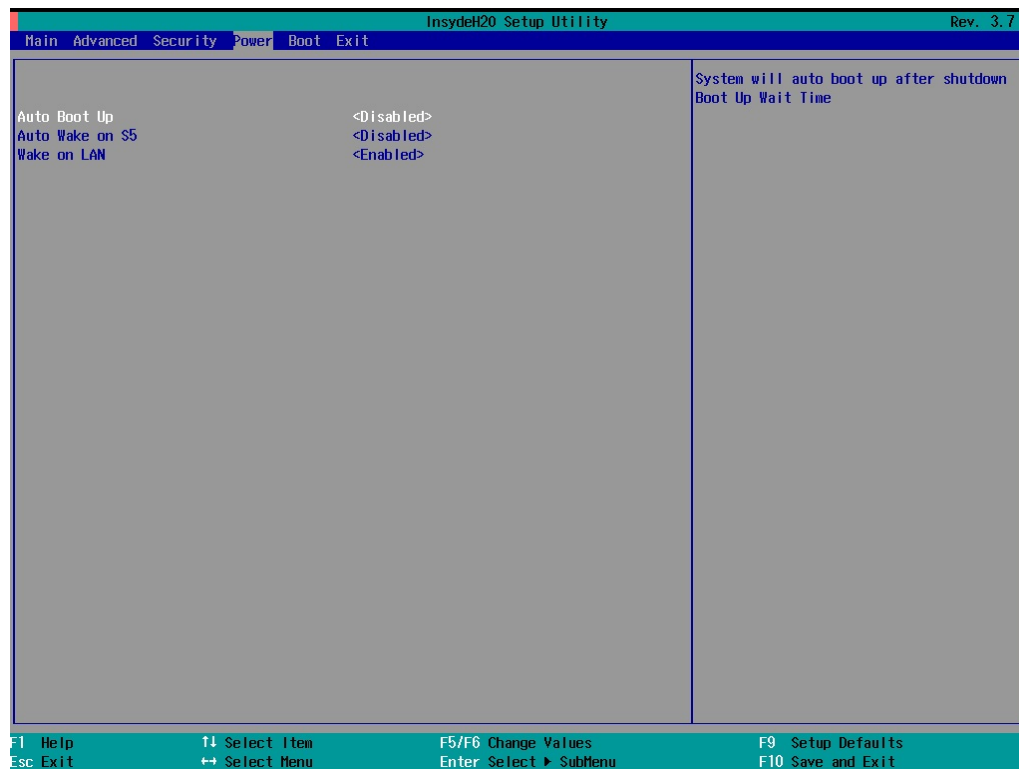 InsydeH2O Setup Utility Rev. 3.7
Main Advanced Security Power Boot Exit
Auto Boot Up <Disabled>
Auto Wake on S5 <Disabled>
Wake on LAN <Enabled>
System will auto boot up after shutdown
Boot Up Wait Time
F1 Help ↑↓ Select Item F5/F6 Change Values F9 Setup Defaults
Esc Exit ↔ Select Menu Enter Select ▶ SubMenu F10 Save and Exit